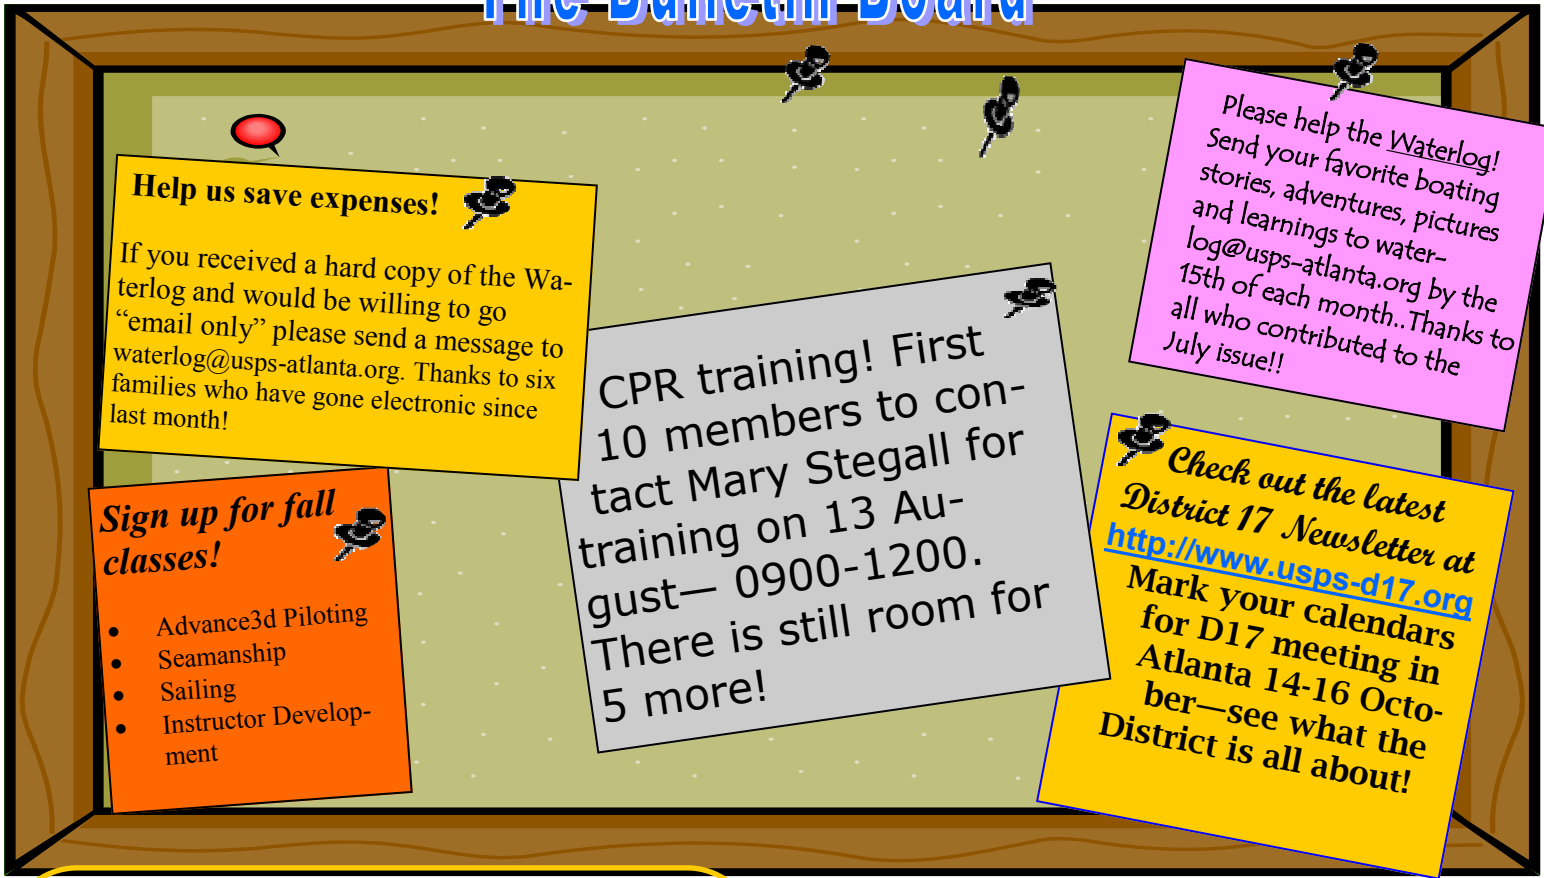 The Bulletin Board
Help us save expenses!
If you received a hard copy of the Wa-
terlog and would be willing to go
“email only” please send a message to
waterlog@usps-atlanta.org. Thanks to six
families who have gone electronic since
last month!
Sign up for fall
classes!
• Advance3d Piloting
• Seamanship
• Sailing
• Instructor Develop-
ment
CPR training! First
10 members to con-
tact Mary Stegall for
training on 13 Au-
gust— 0900-1200.
There is still room for
5 more!
Please help the Waterlog!
Send your favorite boating
stories, adventures, pictures
and learnings to water-
log@usps-atlanta.org by the
15th of each month..Thanks to
all who contributed to the
July issue!!
Check out the latest
District 17 Newsletter at
http://www.usps-d17.org
Mark your calendars
for D17 meeting in
Atlanta 14-16 Octo-
ber—see what the
District is all about!